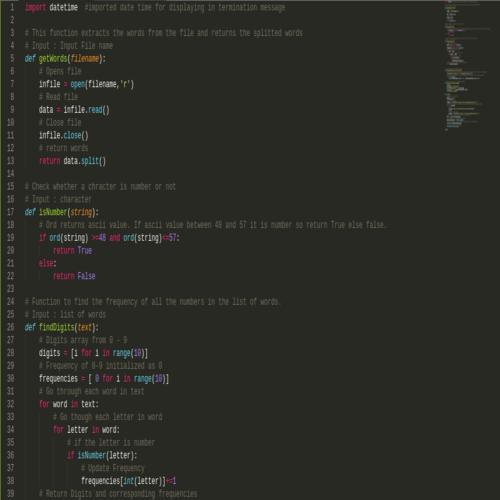 1 import datetime  #imported date time for displaying in termination message
2
3 # This function extracts the words from the file and returns the splitted words
4 # Input : Input File name
5 def getWords(filename):
6     # Opens file
7     infile = open(filename,'r')
8     # Read file
9     data = infile.read()
10     # Close file
11     infile.close()
12     # return words
13     return data.split()
14
15 # Check whether a chracter is number or not
16 # Input : character
17 def isNumber(string):
18     # Ord returns ascii value. If ascii value between 48 and 57 it is number so return True else false.
19     if ord(string) >=48 and ord(string)<=57:
20         return True
21     else:
22         return False
23
24 # Function to find the frequency of all the numbers in the list of words.
25 # Input : list of words
26 def findDigits(text):
27     # Digits array from 0 - 9
28     digits = [i for i in range(10)]
29     # Frequency of 0-9 initialized as 0
30     frequencies = [ 0 for i in range(10)]
31     # Go through each word in text
32     for word in text:
33         # Go though each letter in word
34         for letter in word:
35             # if the letter is number
36             if isNumber(letter):
37                 # Update Frequency
38                 frequencies[int(letter)]+=1
39     # Return Digits and corresponding frequencies